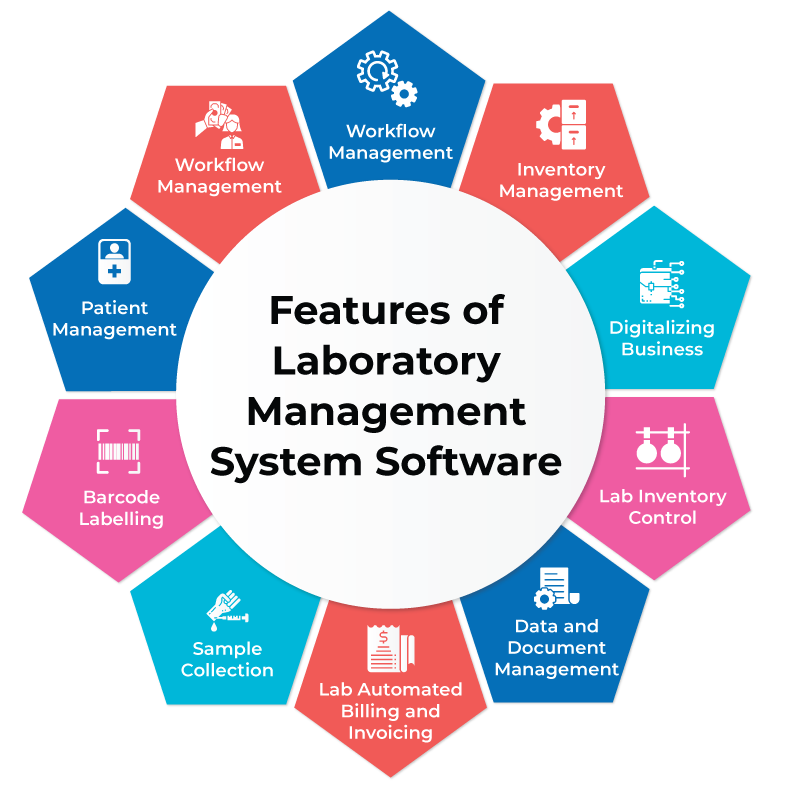 Features of
Laboratory
Management
System Software
Workflow
Management
Inventory
Management
Digitalizing
Business
Lab Inventory
Control
Data and
Document
Management
Lab Automated
Billing and
Invoicing
$
Sample
Collection
Barcode
Labelling
Patient
Management
Workflow
Management